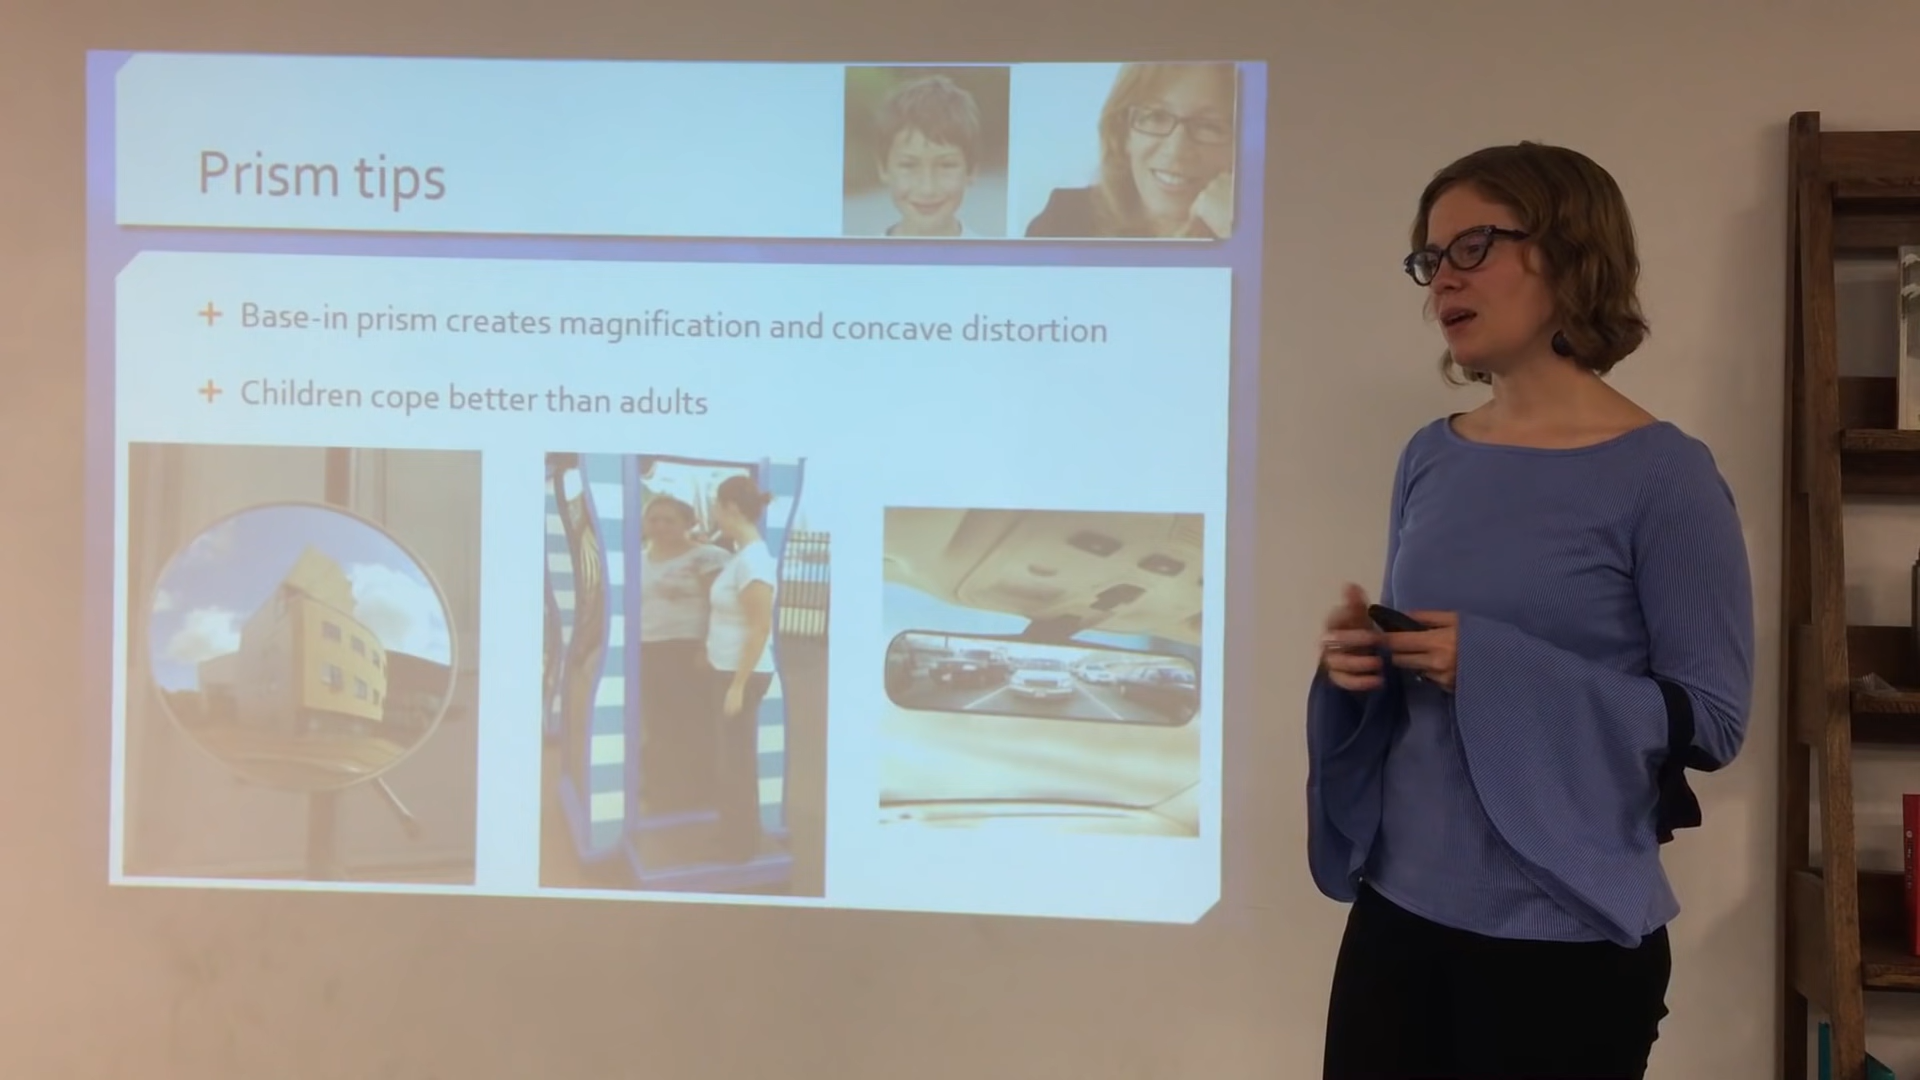 Prism tips
+ Base-in prism creates magnification and concave distortion
+ Children cope better than adults